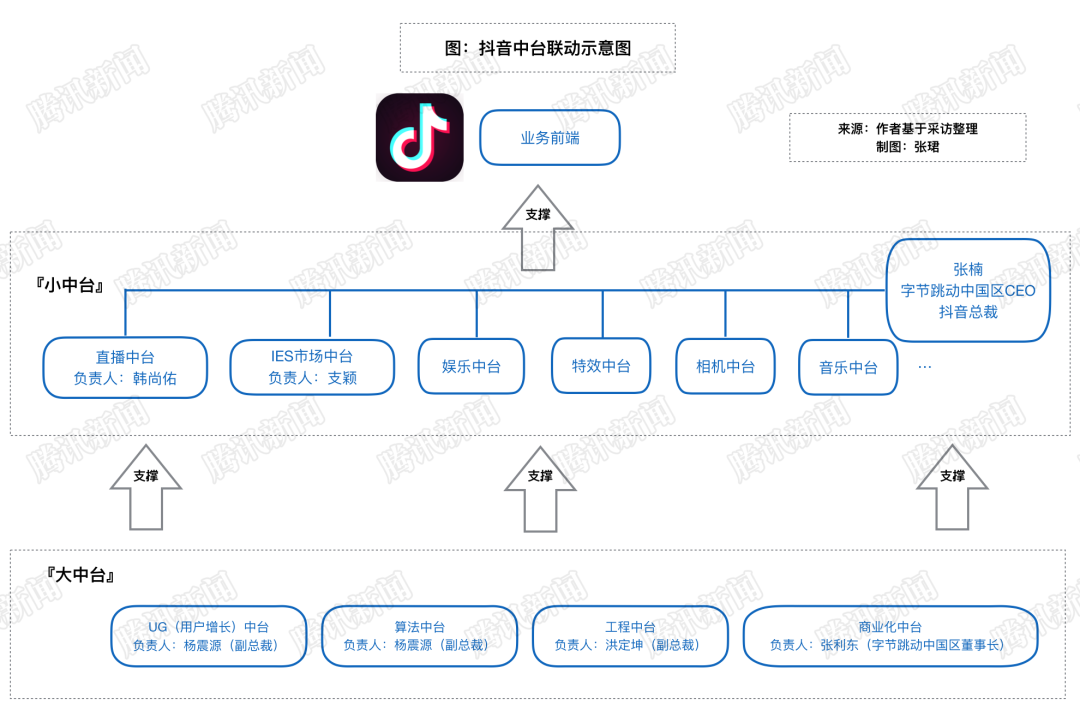 图：抖音中台联动示意图
业务前端
来源：作者基于采访整理
制图：张珺
支撑
『小中台』
张楠
字节跳动中国区CEO
抖音总裁
直播中台
负责人：韩尚佑
IES市场中台
负责人：支颖
娱乐中台
特效中台
相机中台
音乐中台
…
支撑
支撑
支撑
『大中台』
UG（用户增长）中台
负责人：杨震源（副总裁）
算法中台
负责人：杨震源（副总裁）
工程中台
负责人：洪定坤（副总裁）
商业化中台
负责人：张利东（字节跳动中国区董事长）
腾讯新闻